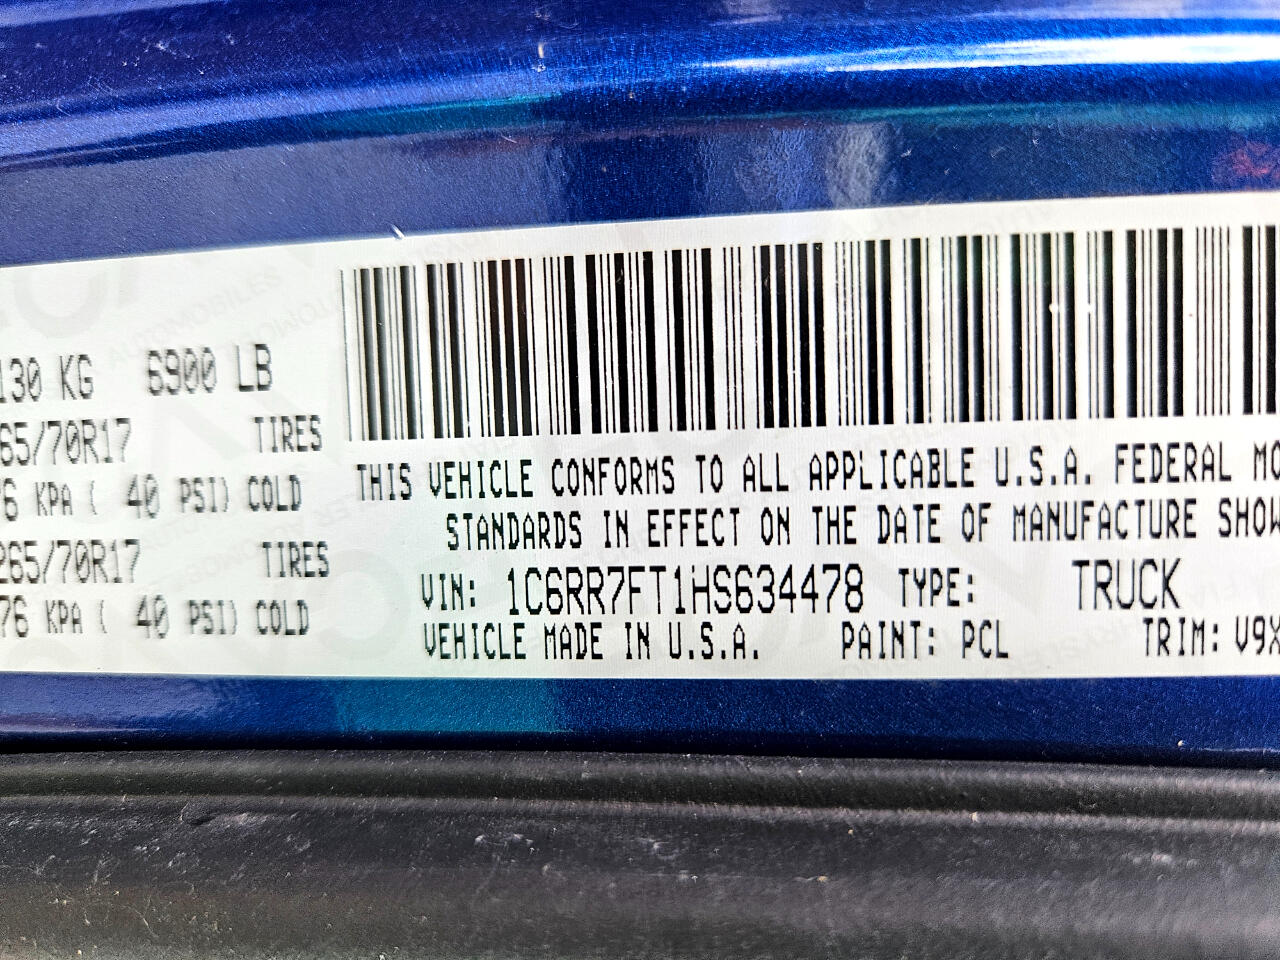 130 KG 6900 LB
65/70R17 TIRES
76 KPA ( 40 PSI) COLD
265/70R17 TIRES
76 KPA ( 40 PSI) COLD
THIS VEHICLE CONFORMS TO ALL APPLICABLE U.S.A. FEDERAL MO
STANDARDS IN EFFECT ON THE DATE OF MANUFACTURE SHOW
VIN: 1C6RR7FT1HS634478 TYPE: TRUCK
VEHICLE MADE IN U.S.A. PAINT: PCL TRIM: V9X